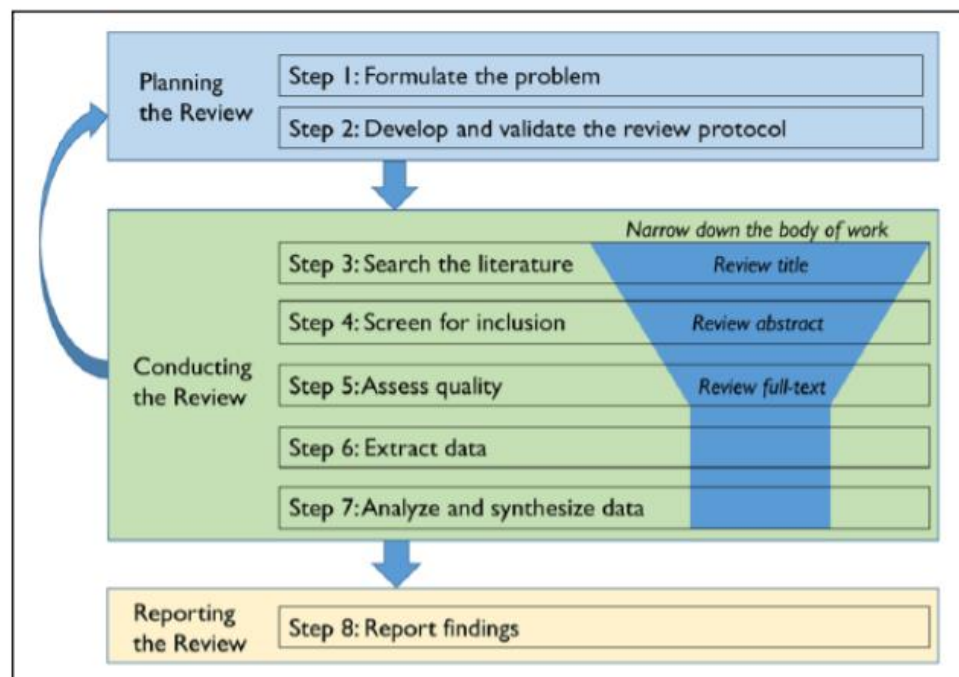 Planning
the Review
Step 1: Formulate the problem
Step 2: Develop and validate the review protocol
Narrow down the body of work
Conducting
the Review
Step 3: Search the literature
Review title
Step 4: Screen for inclusion
Review abstract
Step 5: Assess quality
Review full-text
Step 6: Extract data
Step 7: Analyze and synthesize data
Reporting
the Review
Step 8: Report findings